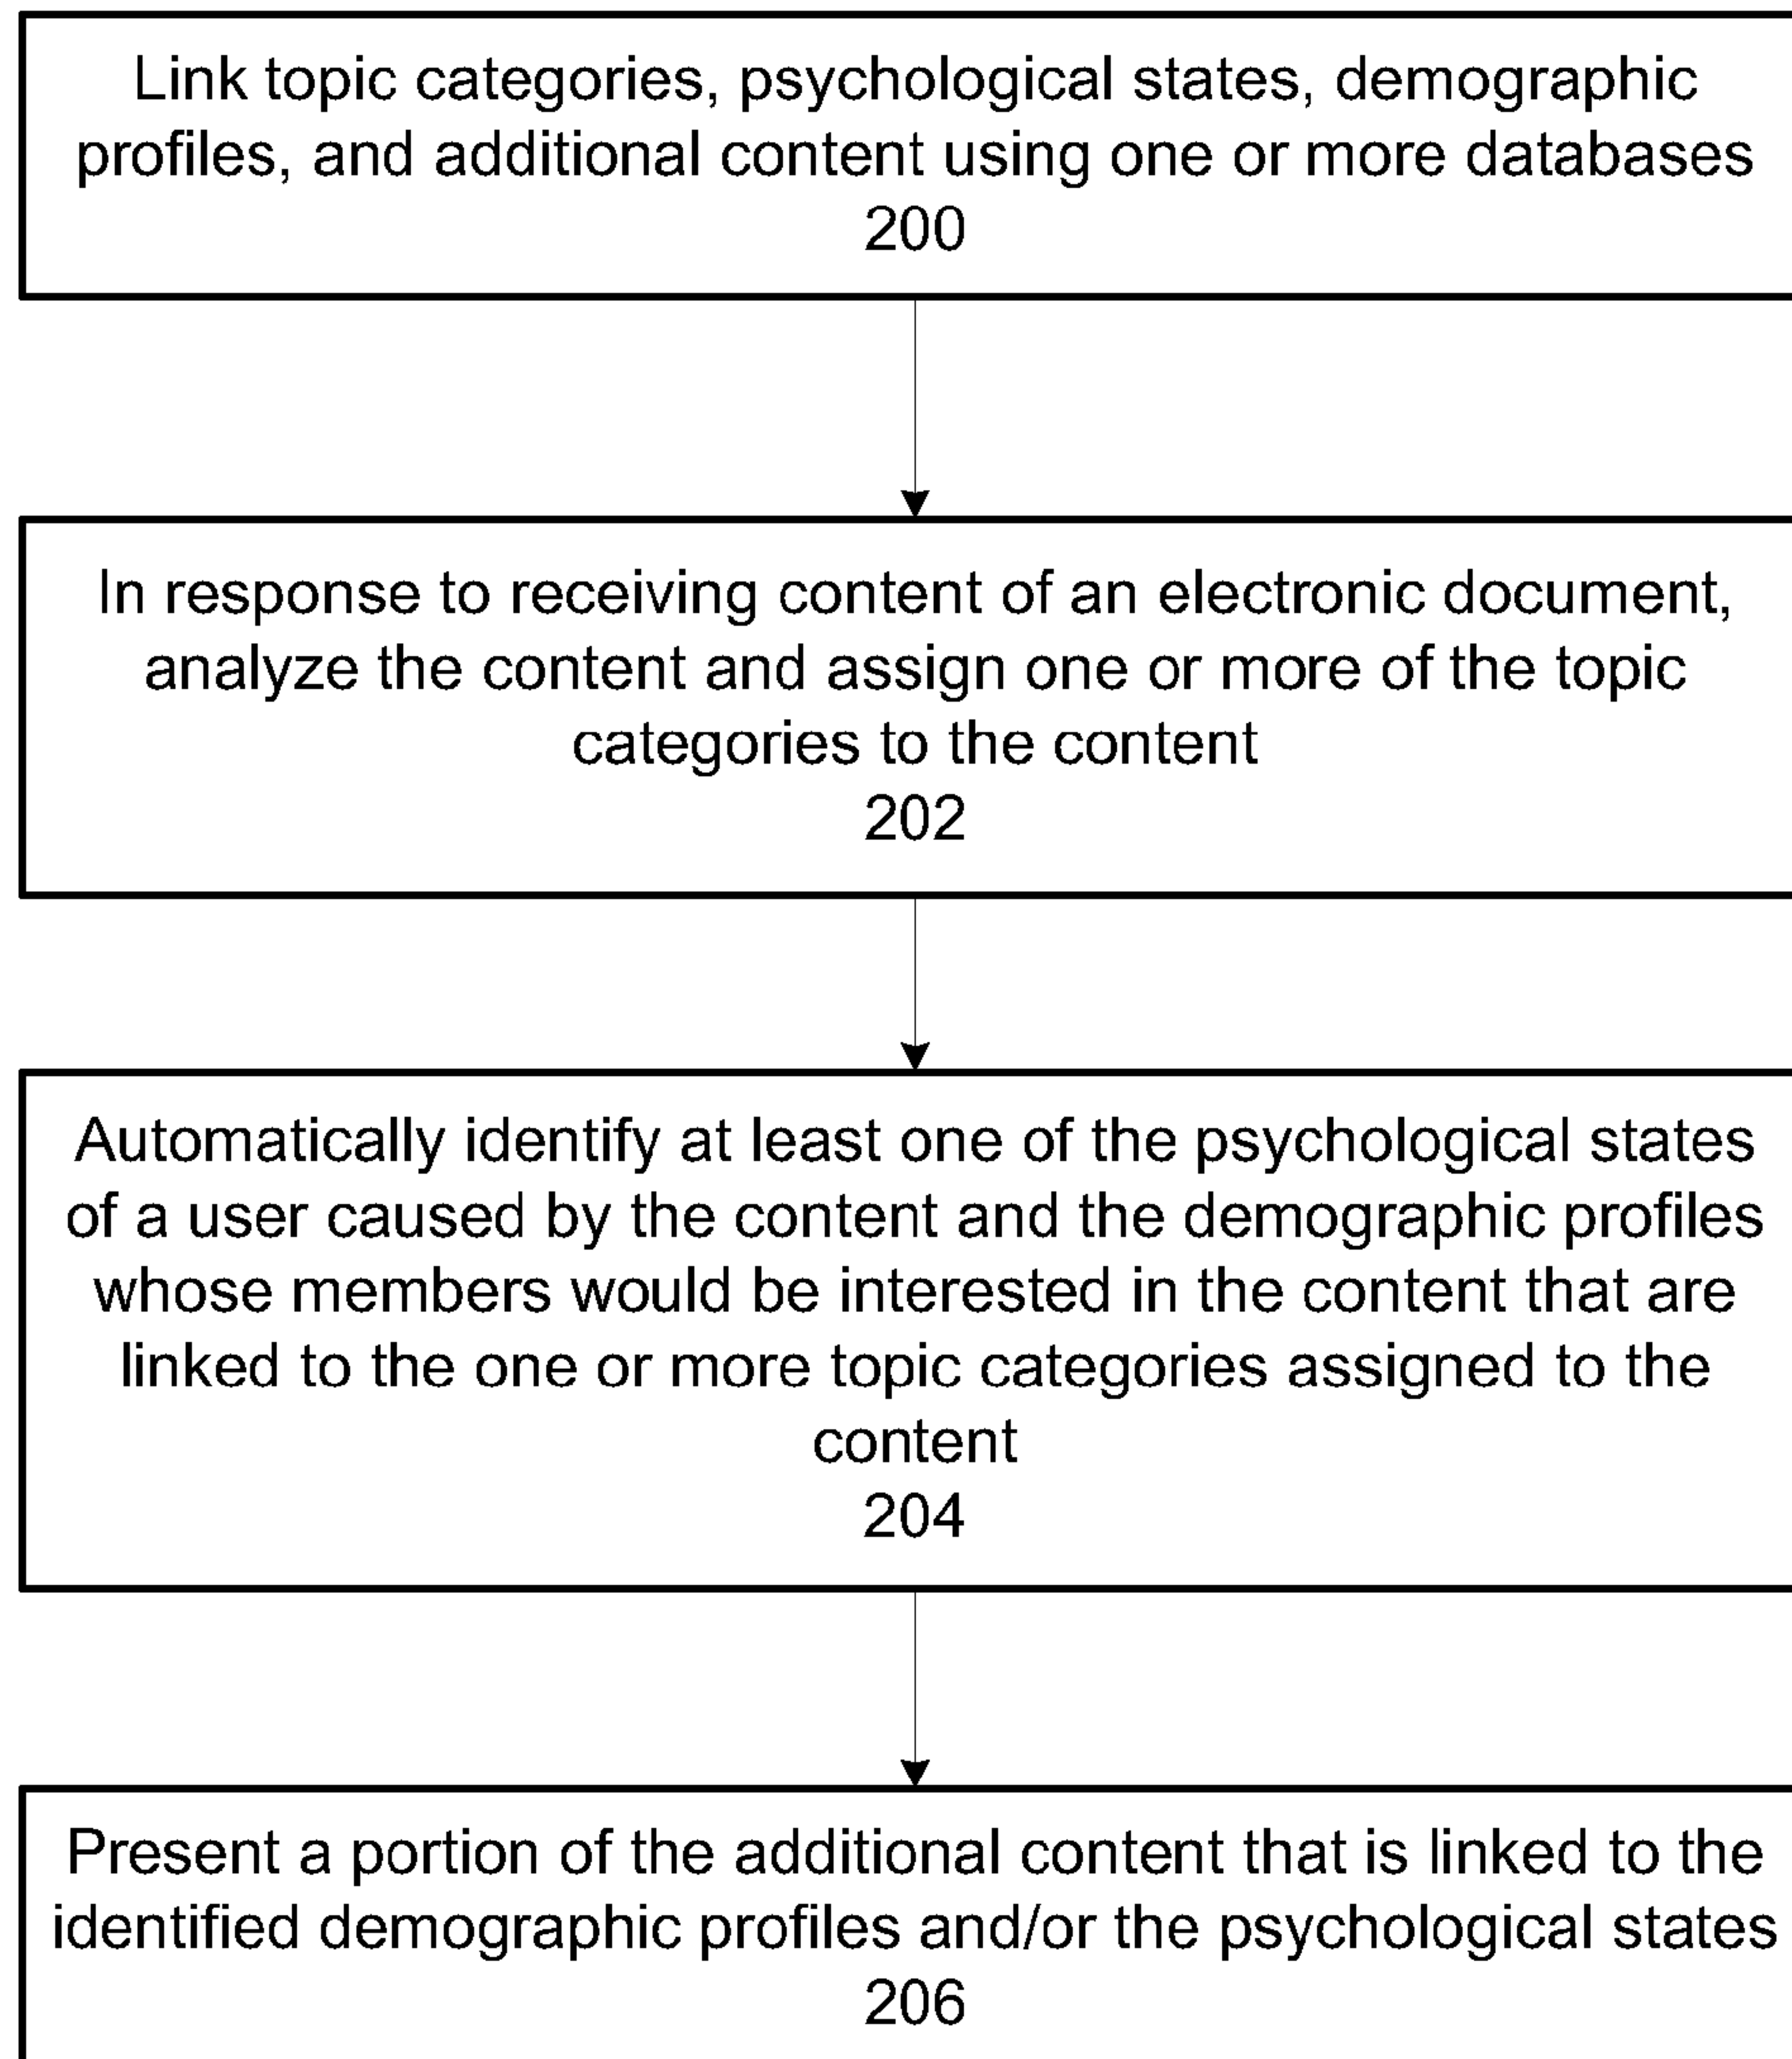 Link topic categories, psychological states, demographic
profiles, and additional content using one or more databases
200
In response to receiving content of an electronic document,
analyze the content and assign one or more of the topic
categories to the content
202
Automatically identify at least one of the psychological states
of a user caused by the content and the demographic profiles
whose members would be interested in the content that are
linked to the one or more topic categories assigned to the
content
204
Present a portion of the additional content that is linked to the
identified demographic profiles and/or the psychological states
206